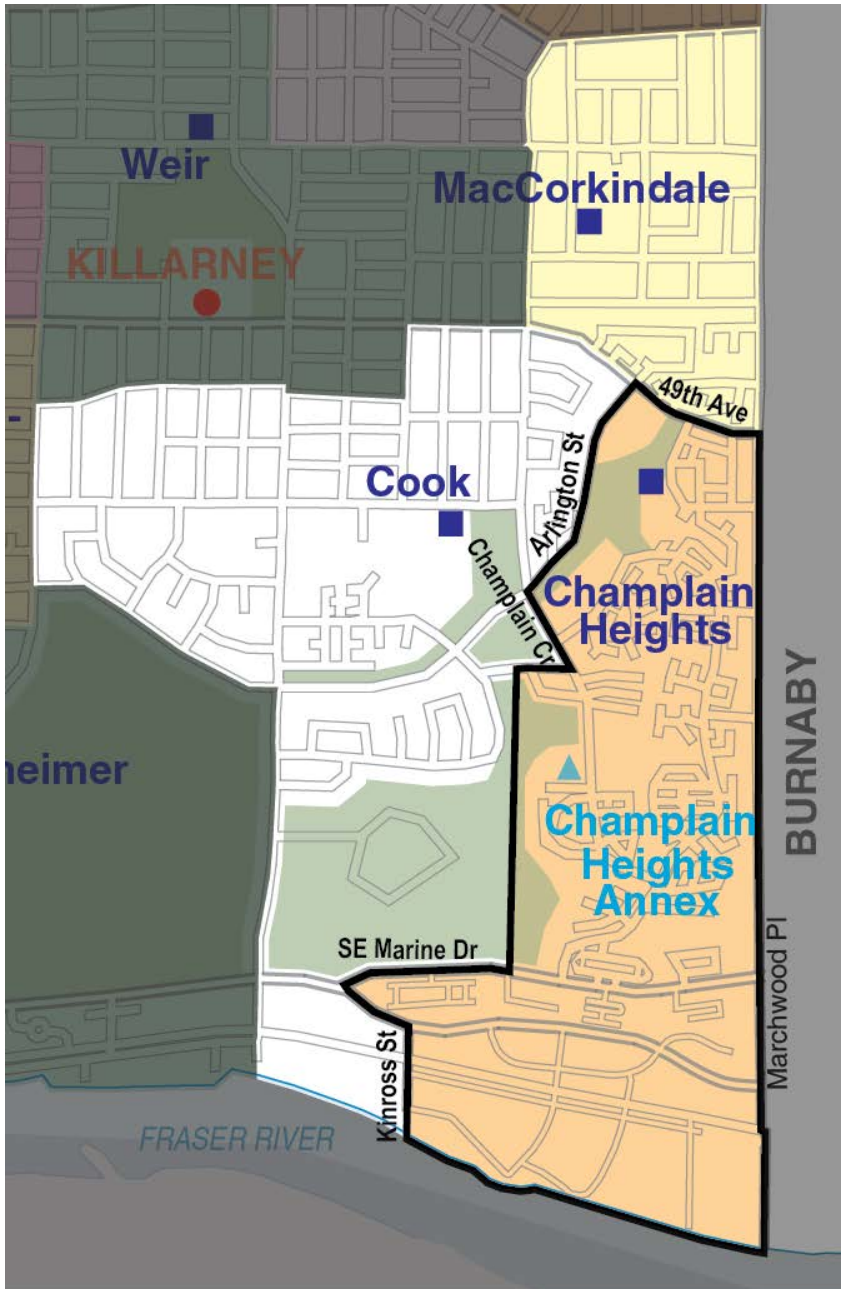 Weir
MacCorkindale
KILLARNEY
49th Ave
Arlington St
Cook
Champlain Cr
Champlain
Heights
BURNABY
heimer
Champlain
Heights
Annex
SE Marine Dr
Marchwood Pl
Kinross St
FRASER RIVER